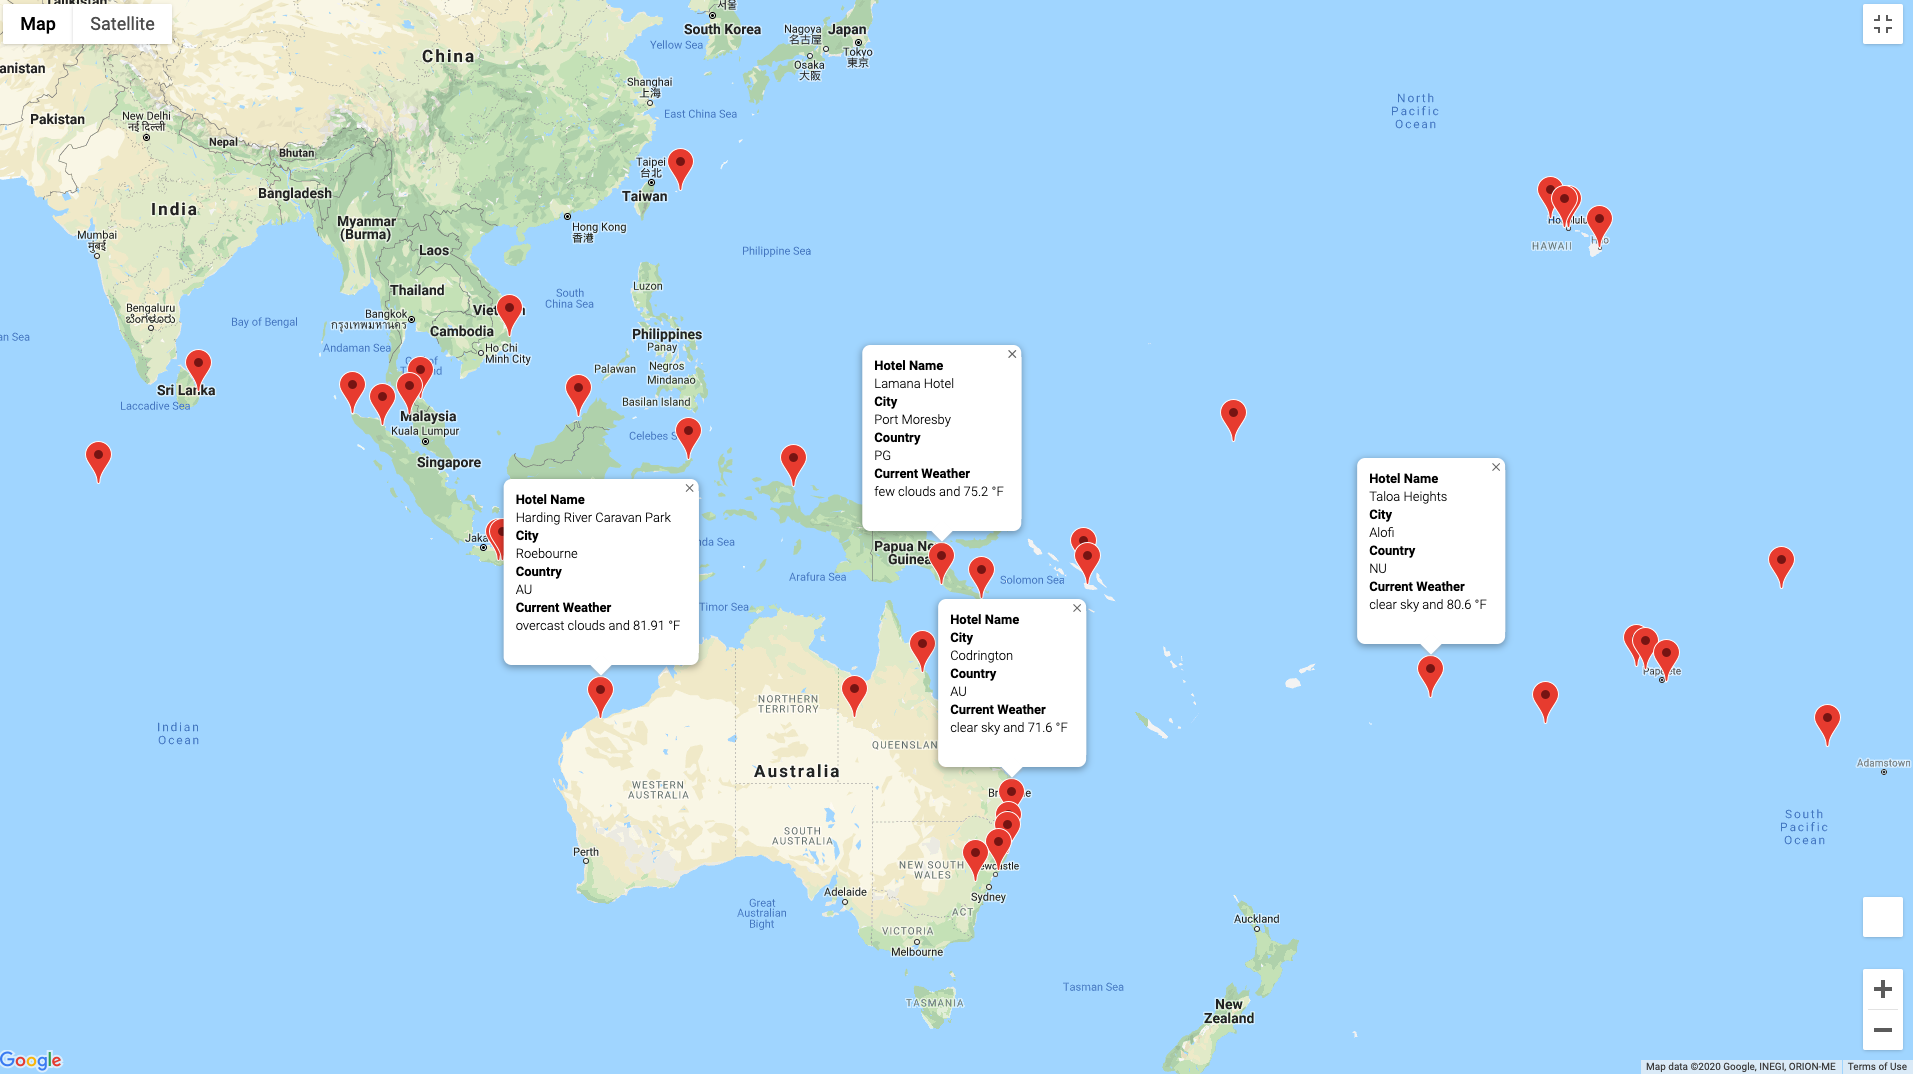 Map
Satellite
South Korea
Yellow Sea
Nagoya
名古屋
Japan
Tokyo
東京
Osaka
大阪
China
North
Pacific
Ocean
anistan
Shanghai
上海
East China Sea
Pakistan
New Delhi
नई दिल्ली
Nepal
Bhutan
Taipei
台北
Taiwan
Bangladesh
India
Myanmar
(Burma)
Hong Kong
香港
Mumbai
मुंबई
Laos
Philippine Sea
HAWAII
Thailand
Luzon
South
China Sea
Bengaluru
ಬೆಂಗಳೂರು
Bay of Bengal
Bangkok
กรุงเทพมหานคร
Cambodia
Philippines
Panay
an Sea
Andaman Sea
Ho Chi
Minh City
Palawan
Negros
Mindanao
Sri Lanka
Laccadive Sea
Basilan Island
Malaysia
Kuala Lumpur
Celebes S
Singapore
Hotel Name
Lamana Hotel
City
Port Moresby
Country
PG
Current Weather
few clouds and 75.2 °F
Hotel Name
Taloa Heights
City
Alofi
Country
NU
Current Weather
clear sky and 80.6 °F
Hotel Name
Harding River Caravan Park
City
Roebourne
Country
AU
Current Weather
overcast clouds and 81.91 °F
Jaka
nda Sea
Papua Ne
Guinea
Arafura Sea
Solomon Sea
Timor Sea
Hotel Name
City
Codrington
Country
AU
Current Weather
clear sky and 71.6 °F
Indian
Ocean
NORTHERN
TERRITORY
QUEENSLAN
Australia
WESTERN
AUSTRALIA
Adamstown
SOUTH
AUSTRALIA
South
Pacific
Ocean
Perth
NEW SOUTH
WALES
Adelaide
Sydney
Great
Australian
Bight
ACT
VICTORIA
Melbourne
Auckland
TASMANIA
Tasman Sea
New
Zealand
Google
Map data ©2020 Google, INEGI, ORION-ME
Terms of Use